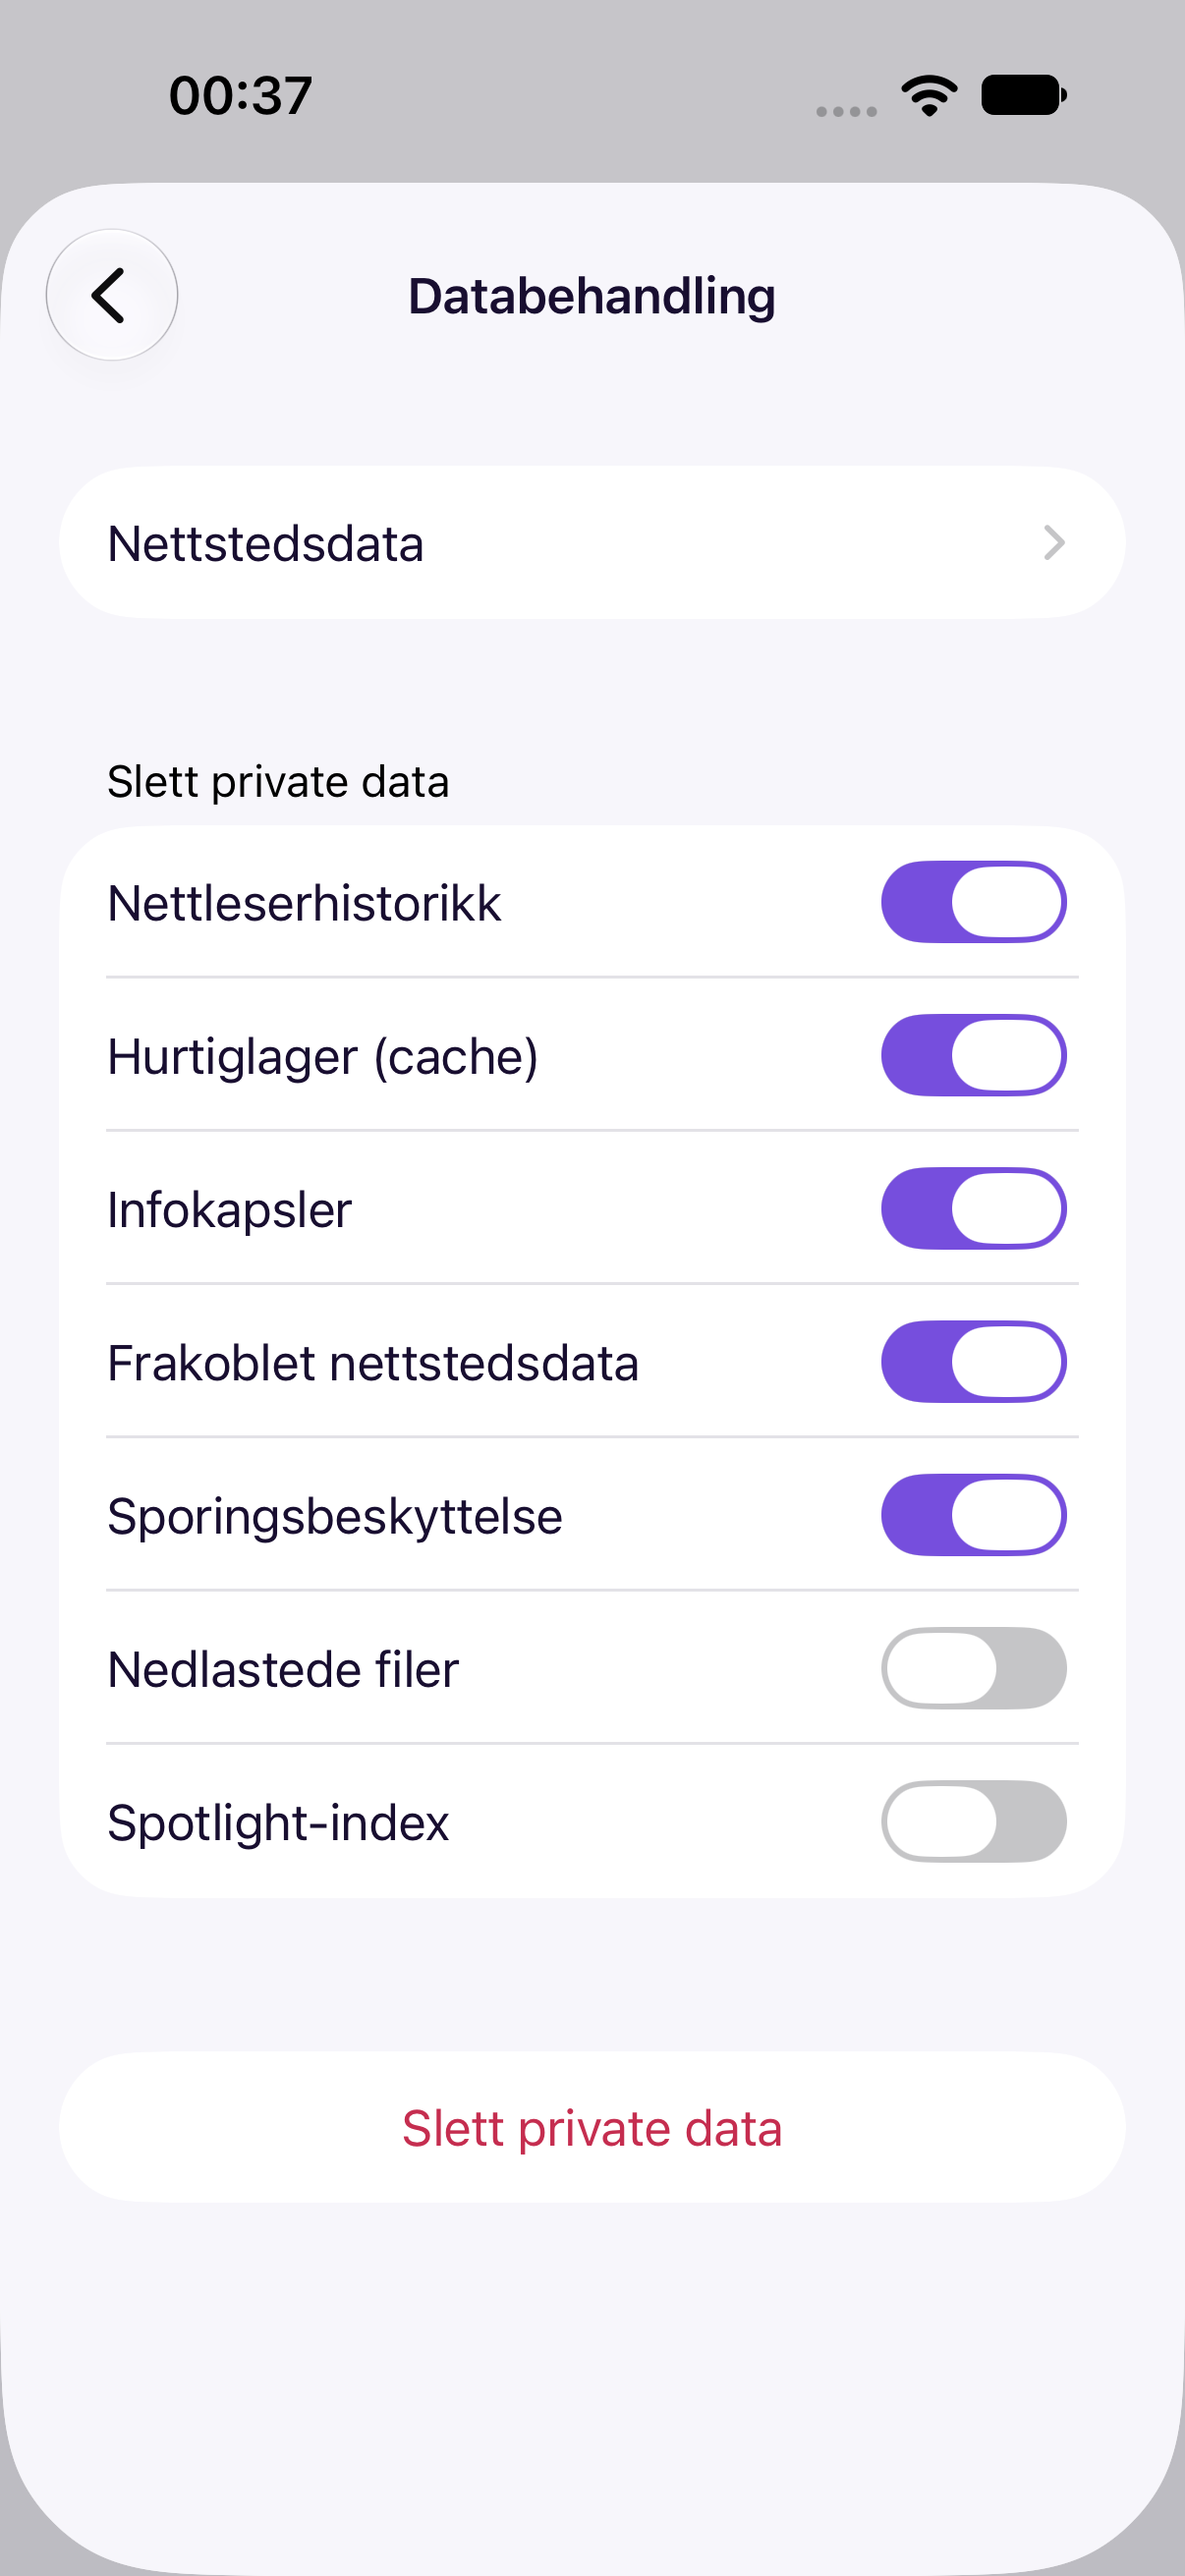 00:37
Databehandling
Nettstedsdata
Slett private data
Nettleserhistorikk
Hurtiglager (cache)
Infokapsler
Frakoblet nettstedsdata
Sporingsbeskyttelse
Nedlastede filer
Spotlight-index
Slett private data